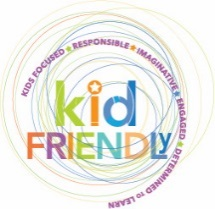 KIDS FOCUSED ★ RESPONSIBLE ★ IMAGINATIVE ★ ENGAGED ★ DETERMINED to LEARN
kid
FRIENDLy